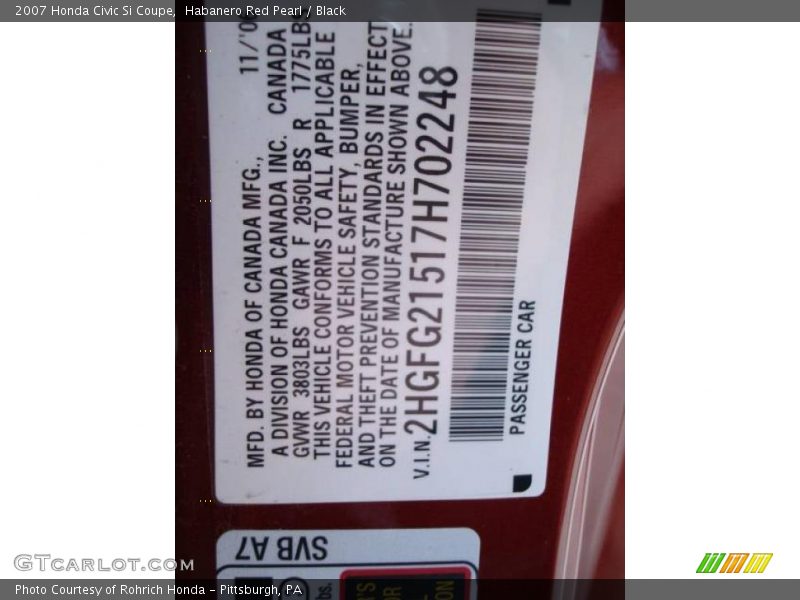 2007 Honda Civic Si Coupe, Habanero Red Pearl / Black
MFD. BY HONDA OF CANADA MFG., 11/'06
A DIVISION OF HONDA CANADA INC. CANADA
GVWR 3803LBS GAWR F 2050LBS R 1775LBS
THIS VEHICLE CONFORMS TO ALL APPLICABLE
FEDERAL MOTOR VEHICLE SAFETY, BUMPER,
AND THEFT PREVENTION STANDARDS IN EFFECT
ON THE DATE OF MANUFACTURE SHOWN ABOVE.
V.I.N. 2HGFG21517H702248
PASSENGER CAR
SVB A7
lbs.
GTcarlot.com
Photo Courtesy of Rohrich Honda - Pittsburgh, PA